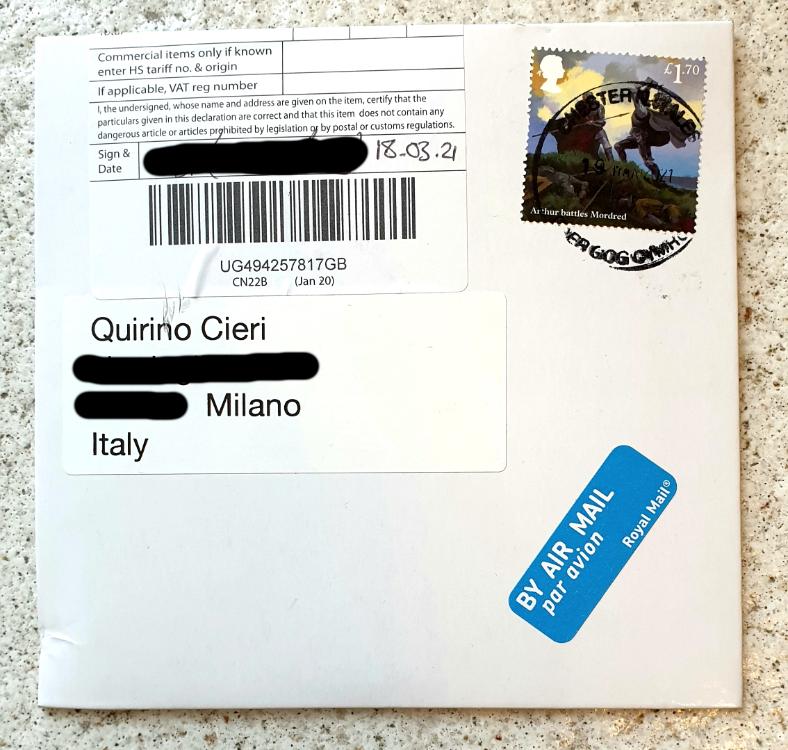 Commercial items only if known
enter HS tariff no. & origin
If applicable, VAT reg number
I, the undersigned, whose name and address are given on the item, certify that the
particulars given in this declaration are correct and that this item does not contain any
dangerous article or articles prohibited by legislation or by postal or customs regulations.
Sign &
Date
18-03.21
UG494257817GB
CN22B (Jan 20)
£1.70
CHESTER N.WALES
Arthur battles Mordred
GOG CYMRU
Quirino Cieri
Milano
Italy
BY AIR MAIL
par avion
Royal Mail®